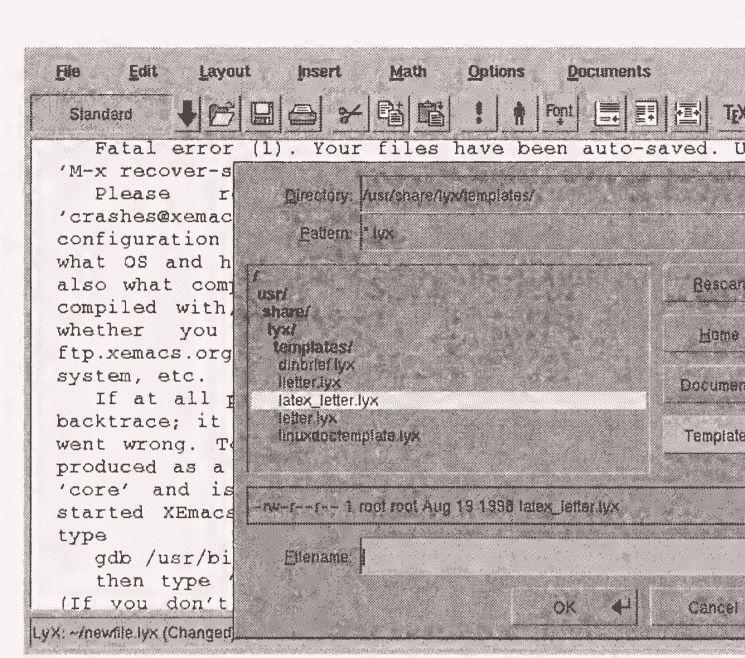 File Edit Layout Insert Math Options Documents
Standard Font TEX
Fatal error (1). Your files have been auto-saved. U
'M-x recover-s
Please r
'crashes@xemac
configuration
what OS and h
also what com
compiled with,
whether you
ftp.xemacs.org
system, etc.
If at all p
backtrace; it
went wrong. T
produced as a
'core' and is
started XEmacs
type
gdb /usr/bi
then type '
(If you don't
Directory: /usr/share/lyx/templates/
Pattern: *.lyx
/
usr/
share/
lyx/
templates/
dinbrief.lyx
latex_letter.lyx
letter.lyx
linuxdoctemplate.lyx
Rescan
Home
Documen
Template
-rw-r--r-- 1 root root Aug 19 1998 latex_letter.lyx
Filename:
OK Cancel
LyX: ~/newfile.lyx (Changed)